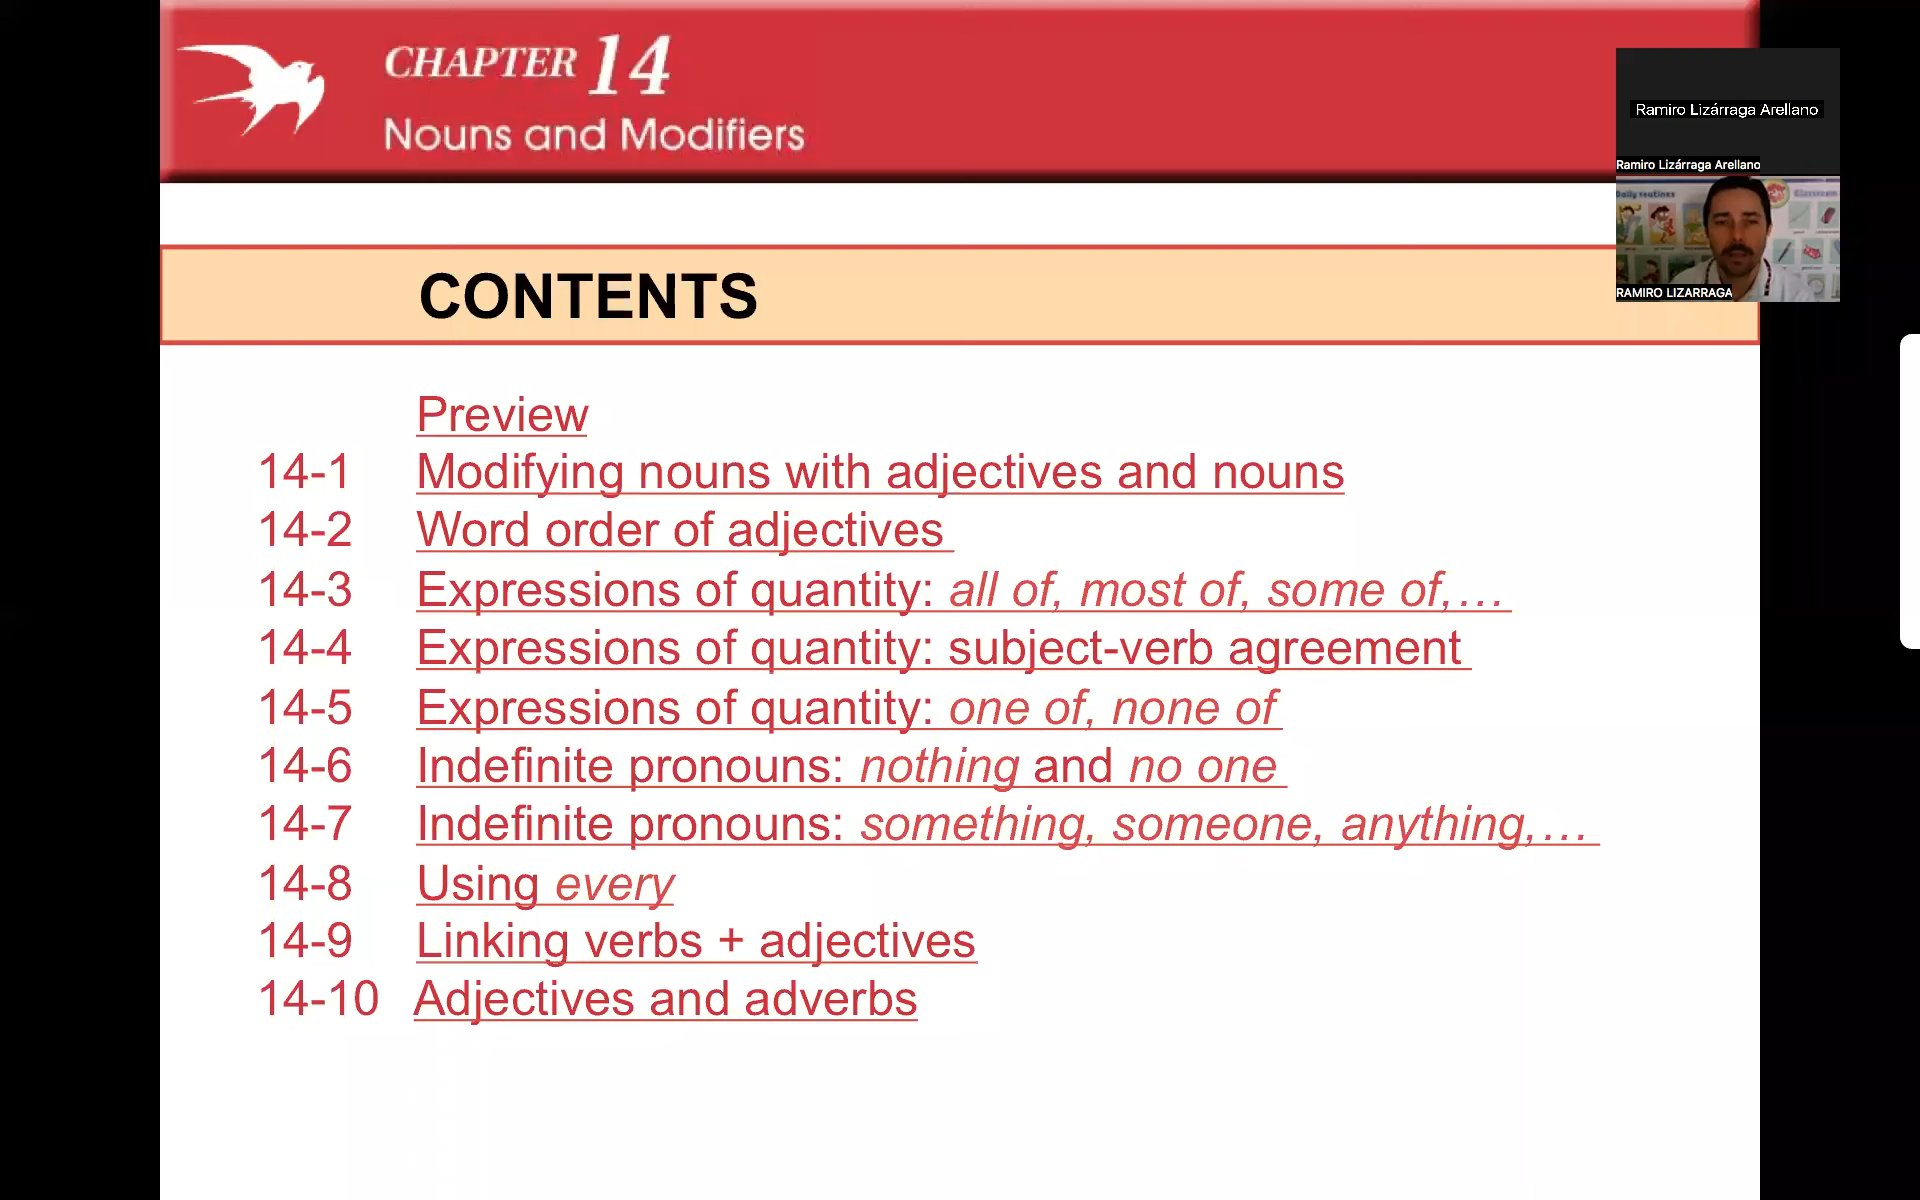 CHAPTER 14
Nouns and Modifiers
Ramiro Lizárraga Arellano
Ramiro Lizárraga Arellano
Daily routines
RAMIRO LIZARRAGA
CONTENTS
Preview
14-1 Modifying nouns with adjectives and nouns
14-2 Word order of adjectives
14-3 Expressions of quantity: all of, most of, some of,…
14-4 Expressions of quantity: subject-verb agreement
14-5 Expressions of quantity: one of, none of
14-6 Indefinite pronouns: nothing and no one
14-7 Indefinite pronouns: something, someone, anything,…
14-8 Using every
14-9 Linking verbs + adjectives
14-10 Adjectives and adverbs